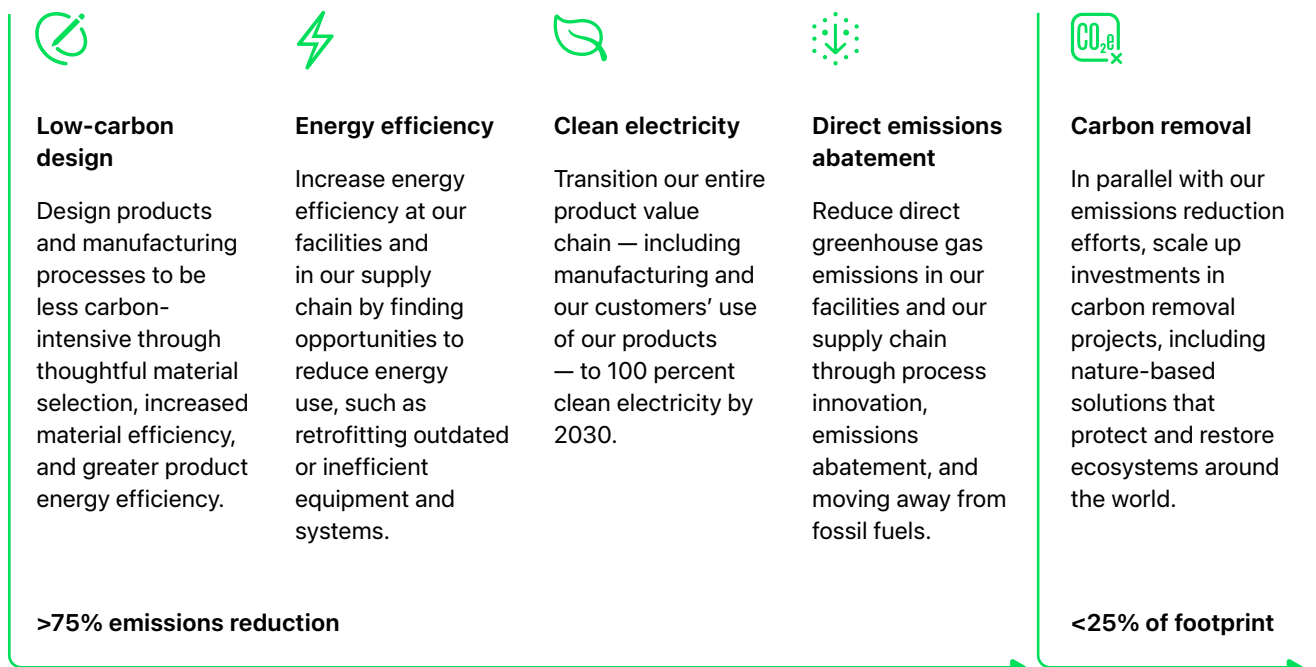 CO₂e
Low-carbon
design
Design products
and manufacturing
processes to be
less carbon-
intensive through
thoughtful material
selection, increased
material efficiency,
and greater product
energy efficiency.
Energy efficiency
Increase energy
efficiency at our
facilities and
in our supply
chain by finding
opportunities to
reduce energy
use, such as
retrofitting outdated
or inefficient
equipment and
systems.
Clean electricity
Transition our entire
product value
chain — including
manufacturing and
our customers’ use
of our products
— to 100 percent
clean electricity by
2030.
Direct emissions
abatement
Reduce direct
greenhouse gas
emissions in our
facilities and our
supply chain
through process
innovation,
emissions
abatement, and
moving away from
fossil fuels.
Carbon removal
In parallel with our
emissions reduction
efforts, scale up
investments in
carbon removal
projects, including
nature-based
solutions that
protect and restore
ecosystems around
the world.
>75% emissions reduction
<25% of footprint